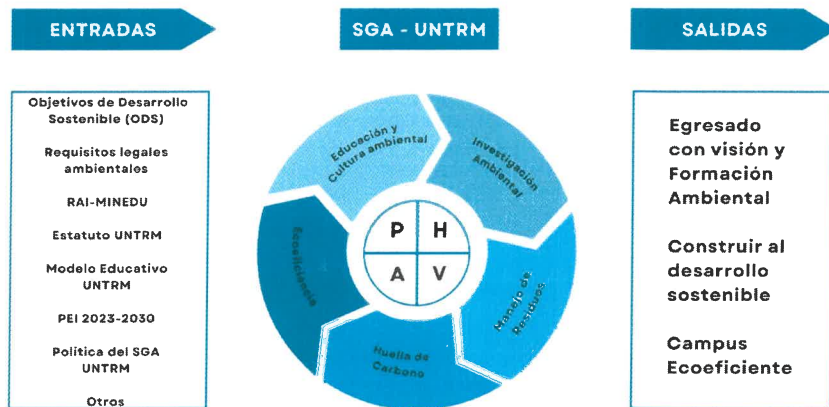 ENTRADAS
SGA - UNTRM
SALIDAS
Objetivos de Desarrollo
Sostenible (ODS)
Requisitos legales
ambientales
RAI-MINEDU
Estatuto UNTRM
Modelo Educativo
UNTRM
PEI 2023-2030
Política del SGA
UNTRM
Otros
Educación y
Cultura ambiental
Investigación
Ambiental
Manejo de
Residuos
Huella de
Carbono
Ecoeficiencia
P H
A V
Egresado
con visión y
Formación
Ambiental
Construir al
desarrollo
sostenible
Campus
Ecoeficiente